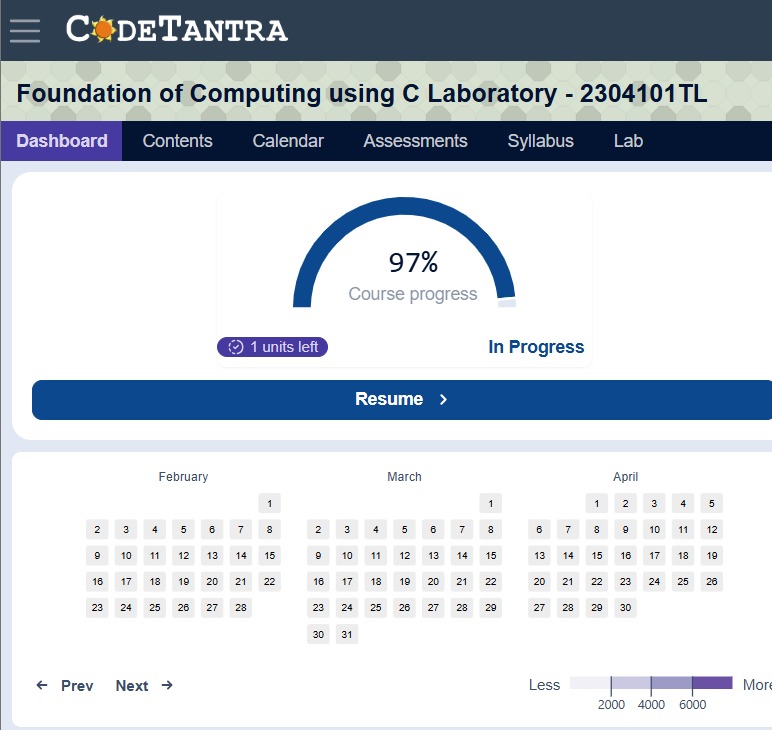 CODETANTRA
Foundation of Computing using C Laboratory - 2304101TL
Dashboard Contents Calendar Assessments Syllabus Lab
97%
Course progress
1 units left In Progress
Resume
February March April
1 1 1 2 3 4 5
2 3 4 5 6 7 8 2 3 4 5 6 7 8 6 7 8 9 10 11 12
9 10 11 12 13 14 15 9 10 11 12 13 14 15 13 14 15 16 17 18 19
16 17 18 19 20 21 22 16 17 18 19 20 21 22 20 21 22 23 24 25 26
23 24 25 26 27 28 23 24 25 26 27 28 29 27 28 29 30
30 31
Prev Next Less More
2000 4000 6000